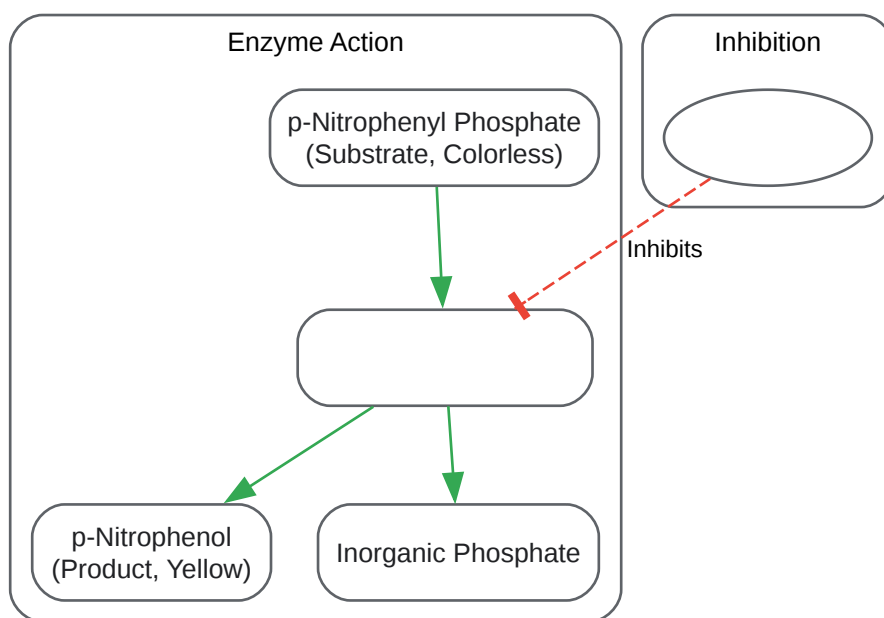 Enzyme Action
Inhibition
p-Nitrophenyl Phosphate
(Substrate, Colorless)
Inhibits
p-Nitrophenol
(Product, Yellow)
Inorganic Phosphate